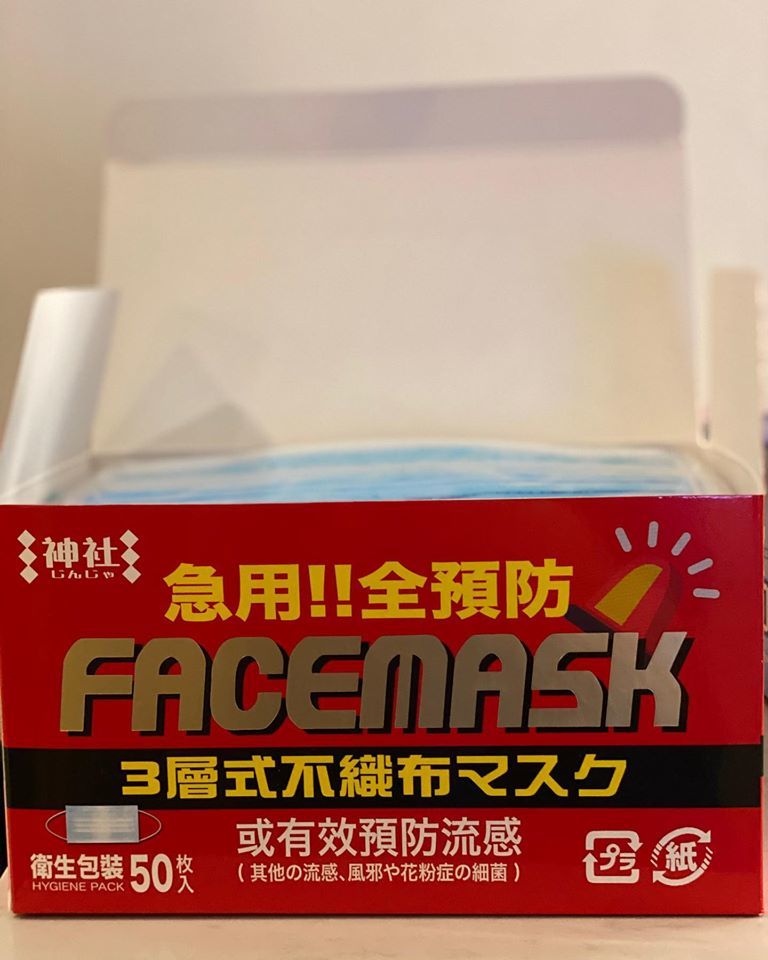 神社
じんじゃ
急用!!全預防
FACEMASK
3層式不織布マスク
或有效預防流感
(其他の流感、風邪や花粉症の細菌)
衛生包裝50枚入
HYGIENE PACK
プラ
紙